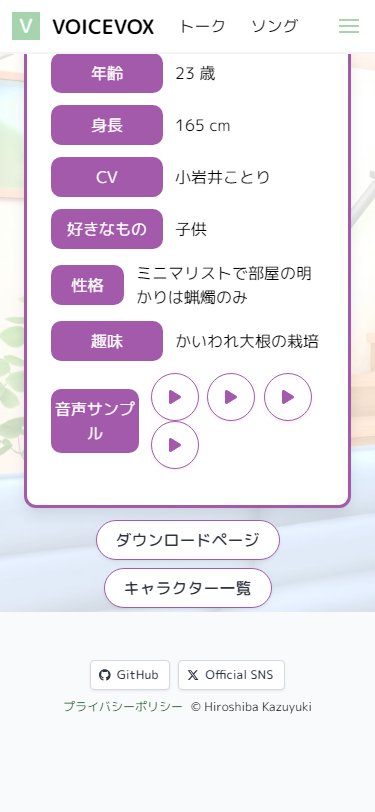 V VOICEVOX トーク ソング
年齢 23 歳
身長 165 cm
CV 小岩井ことり
好きなもの 子供
性格 ミニマリストで部屋の明
かりは蝋燭のみ
趣味 かいわれ大根の栽培
音声サンプ
ル
ダウンロードページ
キャラクター一覧
GitHub Official SNS
プライバシーポリシー © Hiroshiba Kazuyuki